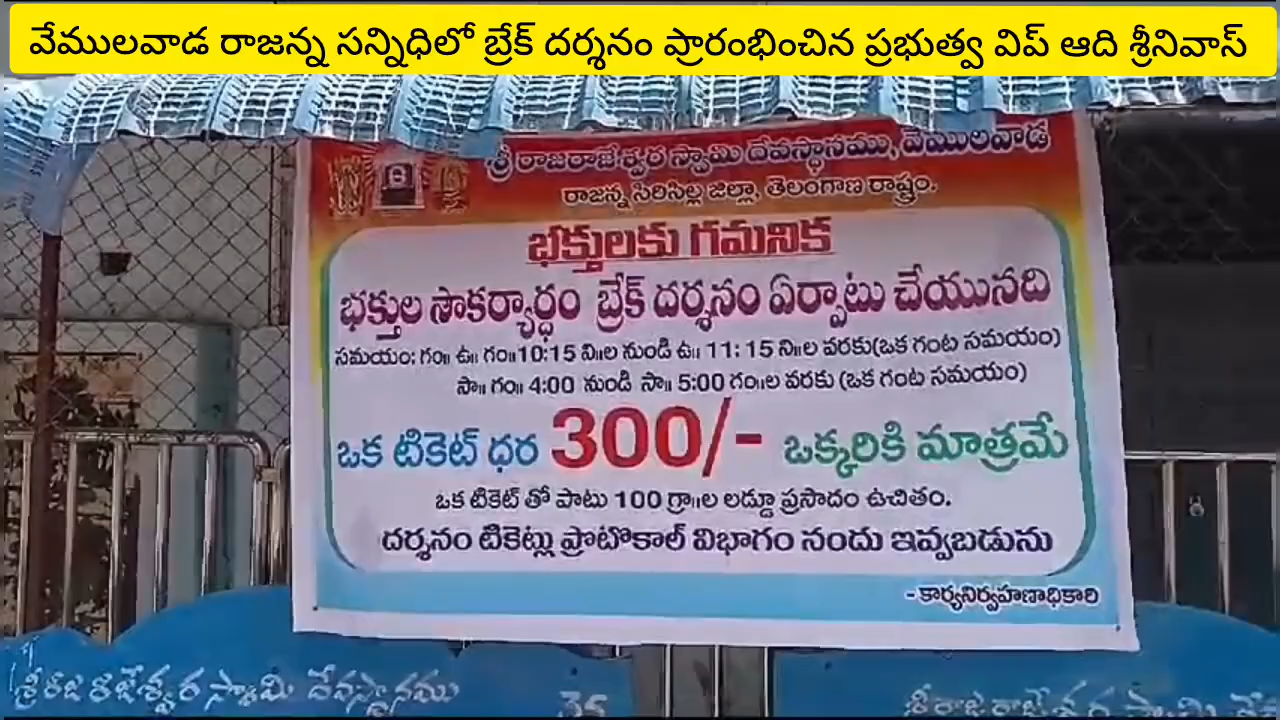 వేములవాడ రాజన్న సన్నిధిలో బ్రేక్ దర్శనం ప్రారంభించిన ప్రభుత్వ విప్ ఆది శ్రీనివాస్
శ్రీ రాజరాజేశ్వర స్వామి దేవస్థానము, వేములవాడ
రాజన్న సిరిసిల్ల జిల్లా, తెలంగాణ రాష్ట్రం.
భక్తులకు గమనిక
భక్తుల సౌకర్యార్ధం బ్రేక్ దర్శనం ఏర్పాటు చేయునది
సమయం: గం॥ ఉ॥ గం॥10:15 ని॥ల నుండి ఉ॥ 11:15 ని॥ల వరకు(ఒక గంట సమయం)
సా॥ గం॥ 4:00 నుండి సా॥ 5:00 గం॥ల వరకు (ఒక గంట సమయం)
ఒక టికెట్ ధర 300/- ఒక్కరికి మాత్రమే
ఒక టికెట్ తో పాటు 100 గ్రా॥ల లడ్డూ ప్రసాదం ఉచితం.
దర్శనం టికెట్లు ప్రొటొకాల్ విభాగం నందు ఇవ్వబడును
- కార్యనిర్వహణాధికారి
శ్రీ రాజ రాజేశ్వర స్వామి దేవస్థానము
శ్రీ రాజరాజేశ్వర స్వామి